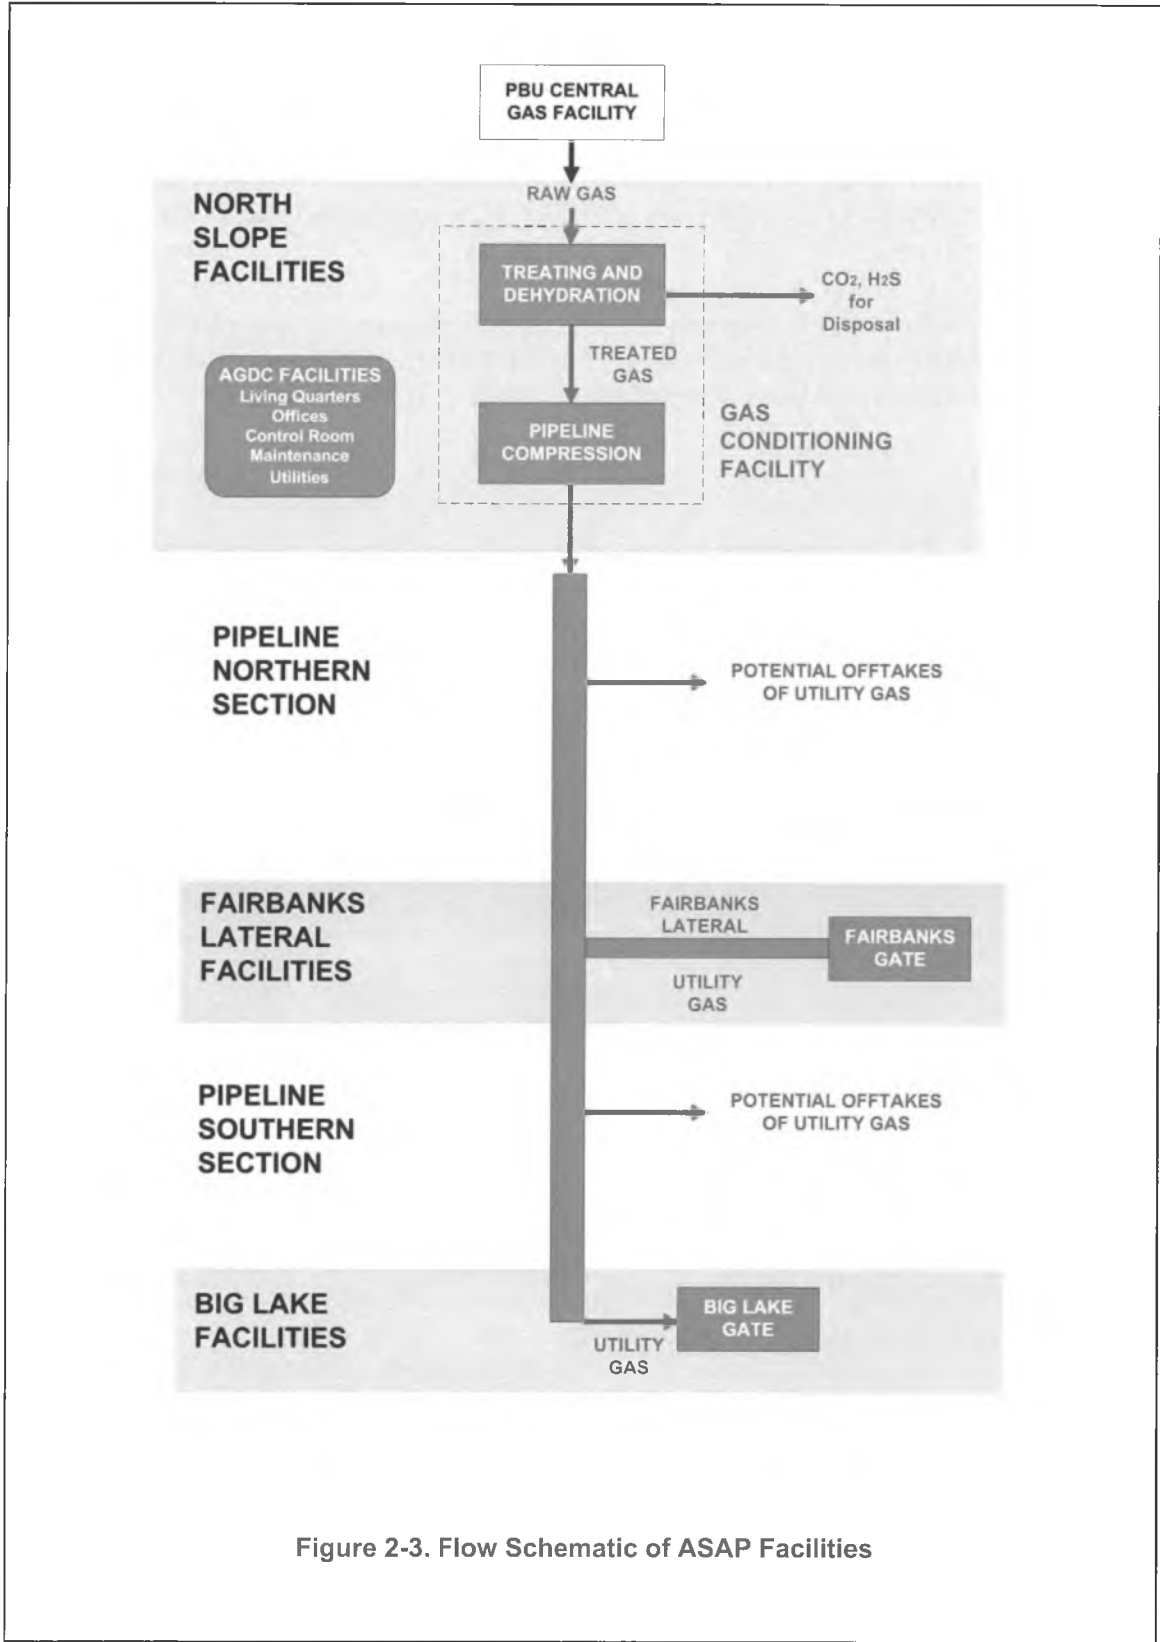 PBU CENTRAL
GAS FACILITY
RAW GAS
NORTH
SLOPE
FACILITIES
TREATING AND
DEHYDRATION
CO2, H2S
for
Disposal
TREATED
GAS
AGDC FACILITIES
Living Quarters
Offices
Control Room
Maintenance
Utilities
PIPELINE
COMPRESSION
GAS
CONDITIONING
FACILITY
PIPELINE
NORTHERN
SECTION
POTENTIAL OFFTAKES
OF UTILITY GAS
FAIRBANKS
LATERAL
FACILITIES
FAIRBANKS
LATERAL
FAIRBANKS
GATE
UTILITY
GAS
PIPELINE
SOUTHERN
SECTION
POTENTIAL OFFTAKES
OF UTILITY GAS
BIG LAKE
FACILITIES
BIG LAKE
GATE
UTILITY
GAS
Figure 2-3. Flow Schematic of ASAP Facilities